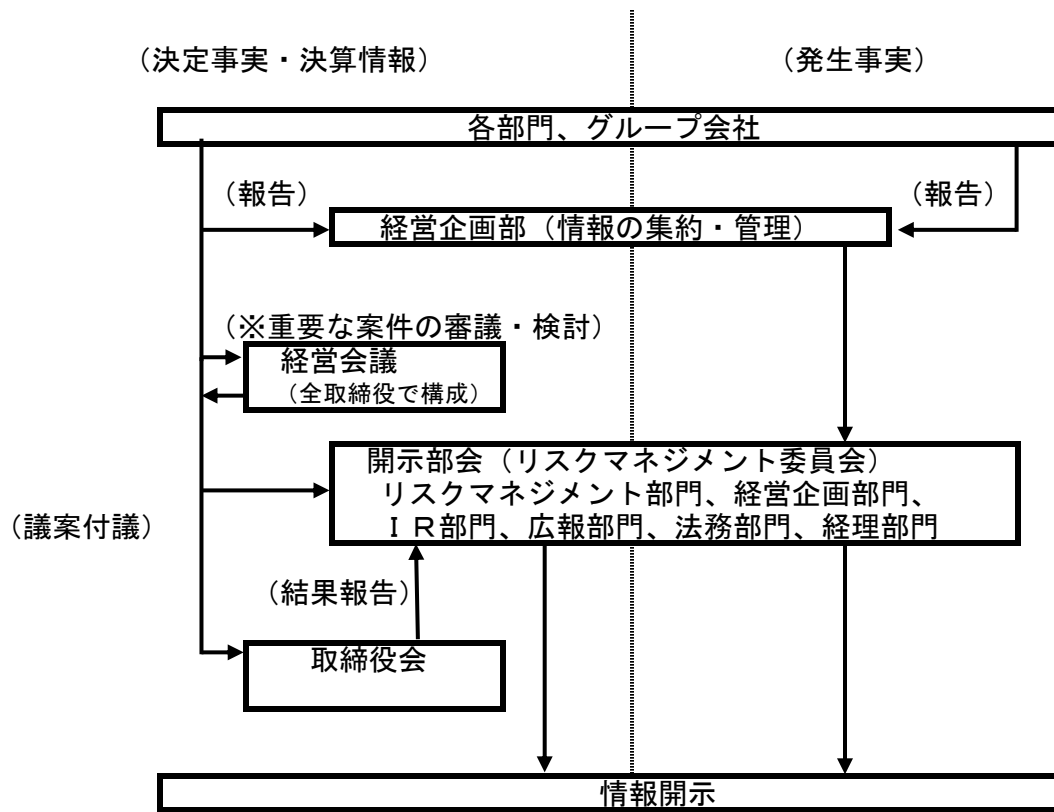 （決定事実・決算情報）
（発生事実）
各部門、グループ会社
（報告）
（報告）
経営企画部（情報の集約・管理）
（※重要な案件の審議・検討）
経営会議
（全取締役で構成）
開示部会（リスクマネジメント委員会）
リスクマネジメント部門、経営企画部門、
ＩＲ部門、広報部門、法務部門、経理部門
（議案付議）
（結果報告）
取締役会
情報開示